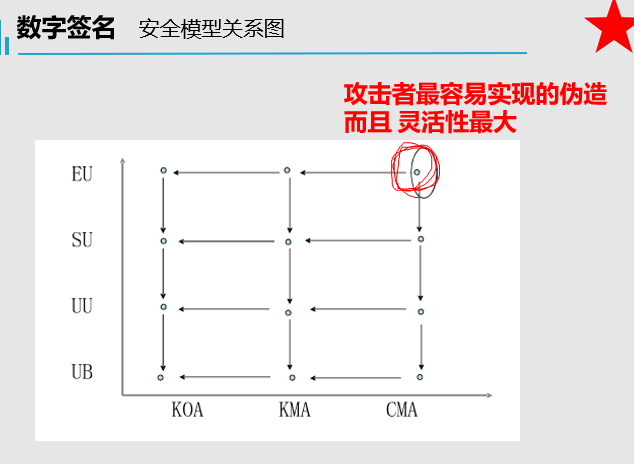 数字签名 安全模型关系图
攻击者最容易实现的伪造
而且 灵活性最大
EU
SU
UU
UB
KOA KMA CMA